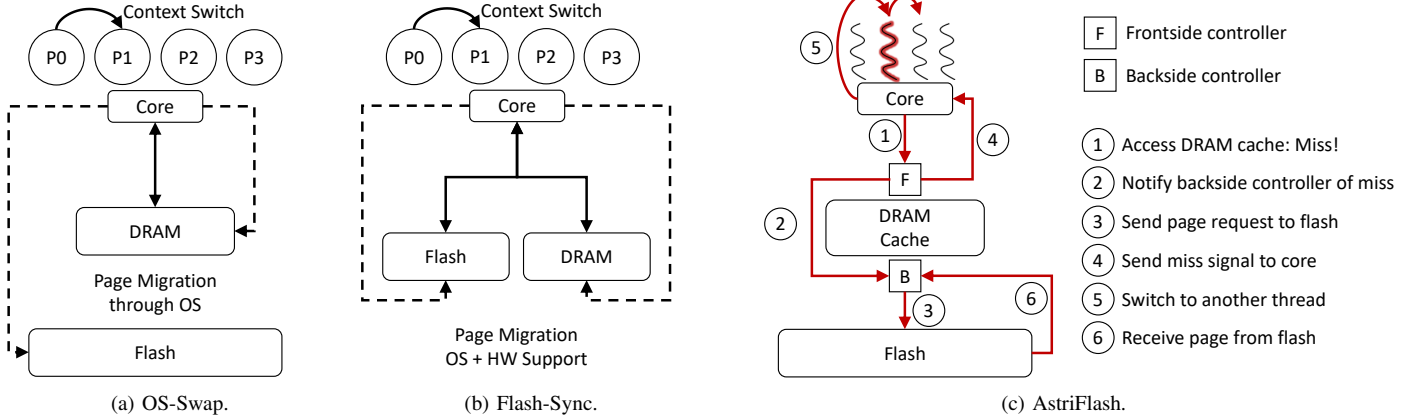 Context Switch
P0
P1
P2
P3
Core
DRAM
Page Migration
through OS
Flash
(a) OS-Swap.
Context Switch
P0
P1
P2
P3
Core
Flash
DRAM
Page Migration
OS + HW Support
(b) Flash-Sync.
5
Core
1
4
F
2
DRAM
Cache
B
3
6
Flash
F Frontside controller
B Backside controller
1 Access DRAM cache: Miss!
2 Notify backside controller of miss
3 Send page request to flash
4 Send miss signal to core
5 Switch to another thread
6 Receive page from flash
(c) AstriFlash.